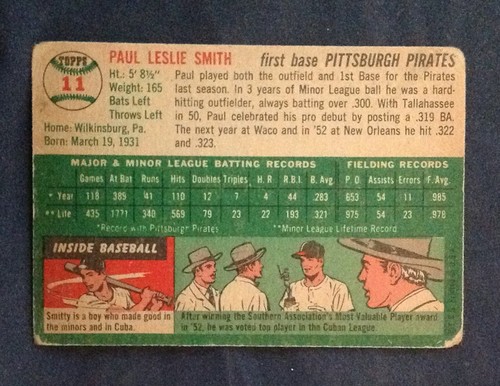 TOPPS
11
PAUL LESLIE SMITH first base PITTSBURGH PIRATES
Ht.: 5' 8½"
Weight: 165
Bats Left
Throws Left
Home: Wilkinsburg, Pa.
Born: March 19, 1931
Paul played both the outfield and 1st Base for the Pirates
last season. In 3 years of Minor League ball he was a hard-
hitting outfielder, always batting over .300. With Tallahassee
in 50, Paul celebrated his pro debut by posting a .319 BA.
The next year at Waco and in '52 at New Orleans he hit .322
and .323.
MAJOR & MINOR LEAGUE BATTING RECORDS FIELDING RECORDS
Games At Bat Runs Hits Doubles Triples H. R R.B.I. B. Avg. P. O. Assists Errors F. Avg.
* Year 118 389 41 110 12 7 4 44 .283 653 54 11 .985
** Life 435 1771 340 569 79 23 22 193 .321 975 54 23 .978
*Record with Pittsburgh Pirates **Minor League Lifetime Record
INSIDE BASEBALL
Smitty is a boy who made good in
the minors and in Cuba.
After winning the Southern Association's Most Valuable Player award
in '52, he was voted top player in the Cuban League.